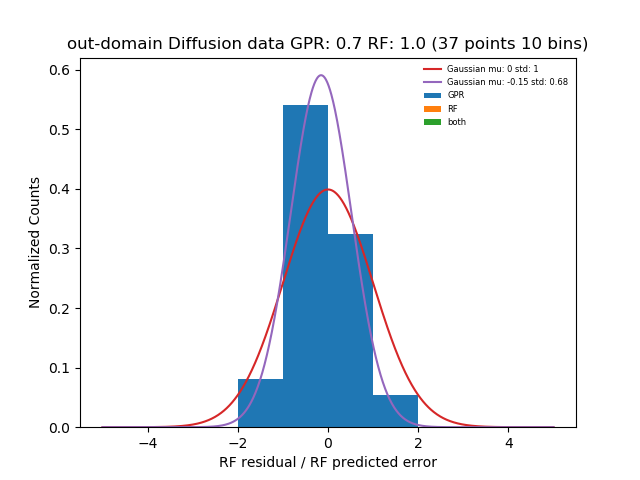 out-domain Diffusion data GPR: 0.7 RF: 1.0 (37 points 10 bins)
Gaussian mu: 0 std: 1
Gaussian mu: -0.15 std: 0.68
GPR
RF
both
Normalized Counts
0.6
0.5
0.4
0.3
0.2
0.1
0.0
−4
−2
0
2
4
RF residual / RF predicted error